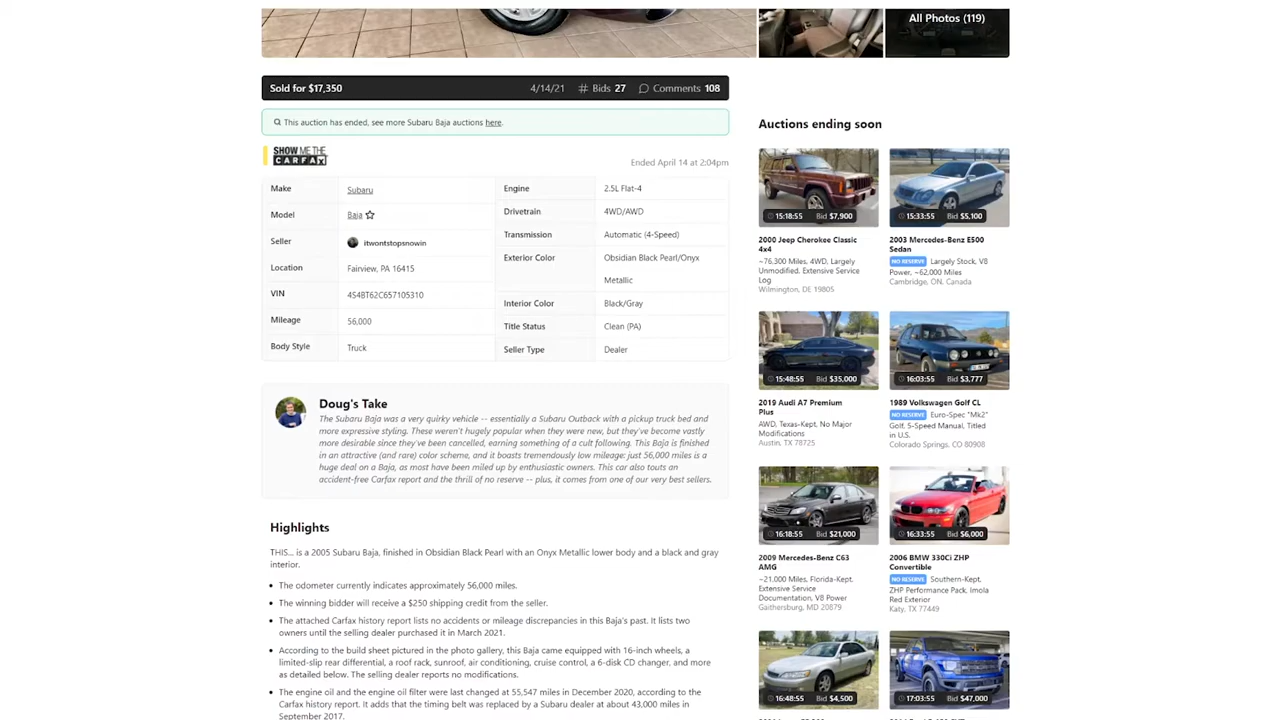 All Photos (119)
Sold for $17,350
4/14/21
Bids 27
Comments 108
This auction has ended, see more Subaru Baja auctions here.
SHOW ME THE
CARFAX
Ended April 14 at 2:04pm
Make Subaru
Model Baja
Seller itwontstopsnowin
Location Fairview, PA 16415
VIN 4S4BT62C657105310
Mileage 56,000
Body Style Truck
Engine 2.5L Flat-4
Drivetrain 4WD/AWD
Transmission Automatic (4-Speed)
Exterior Color Obsidian Black Pearl/Onyx
Metallic
Interior Color Black/Gray
Title Status Clean (PA)
Seller Type Dealer
Doug's Take
The Subaru Baja was a very quirky vehicle -- essentially a Subaru Outback with a pickup truck bed and
more expressive styling. These weren't hugely popular when they were new, but they've become vastly
more desirable since they've been cancelled, earning something of a cult following. This Baja is finished
in an attractive (and rare) color scheme, and it boasts tremendously low mileage: just 56,000 miles is a
huge deal on a Baja, as most have been miled up by enthusiastic owners. This car also touts an
accident-free Carfax report and the thrill of no reserve -- plus, it comes from one of our very best sellers.
Highlights
THIS... is a 2005 Subaru Baja, finished in Obsidian Black Pearl with an Onyx Metallic lower body and a black and gray
interior.
• The odometer currently indicates approximately 56,000 miles.
• The winning bidder will receive a $250 shipping credit from the seller.
• The attached Carfax history report lists no accidents or mileage discrepancies in this Baja's past. It lists two
owners until the selling dealer purchased it in March 2021.
• According to the build sheet pictured in the photo gallery, this Baja came equipped with 16-inch wheels, a
limited-slip rear differential, a roof rack, sunroof, air conditioning, cruise control, a 6-disk CD changer, and more
as detailed below. The selling dealer reports no modifications.
• The engine oil and the engine oil filter were last changed at 55,547 miles in December 2020, according to the
Carfax history report. It adds that the timing belt was replaced by a Subaru dealer at about 43,000 miles in
September 2017.
Auctions ending soon
15:18:55 Bid $7,900
2000 Jeep Cherokee Classic
4x4
~76,300 Miles, 4WD, Largely
Unmodified, Extensive Service
Log
Wilmington, DE 19805
15:33:55 Bid $5,100
2003 Mercedes-Benz E500
Sedan
NO RESERVE Largely Stock, V8
Power, ~62,000 Miles
Cambridge, ON, Canada
15:48:55 Bid $35,000
2019 Audi A7 Premium
Plus
AWD, Texas-Kept, No Major
Modifications
Austin, TX 78725
16:03:55 Bid $3,777
1989 Volkswagen Golf CL
NO RESERVE Euro-Spec "Mk2"
Golf, 5-Speed Manual, Titled
in U.S.
Colorado Springs, CO 80908
16:18:55 Bid $21,000
2009 Mercedes-Benz C63
AMG
~21,000 Miles, Florida-Kept,
Extensive Service
Documentation, V8 Power
Gaithersburg, MD 20879
16:33:55 Bid $6,000
2006 BMW 330Ci ZHP
Convertible
NO RESERVE Southern-Kept,
ZHP Performance Pack, Imola
Red Exterior
Katy, TX 77449
16:48:55 Bid $4,500
17:03:55 Bid $47,000